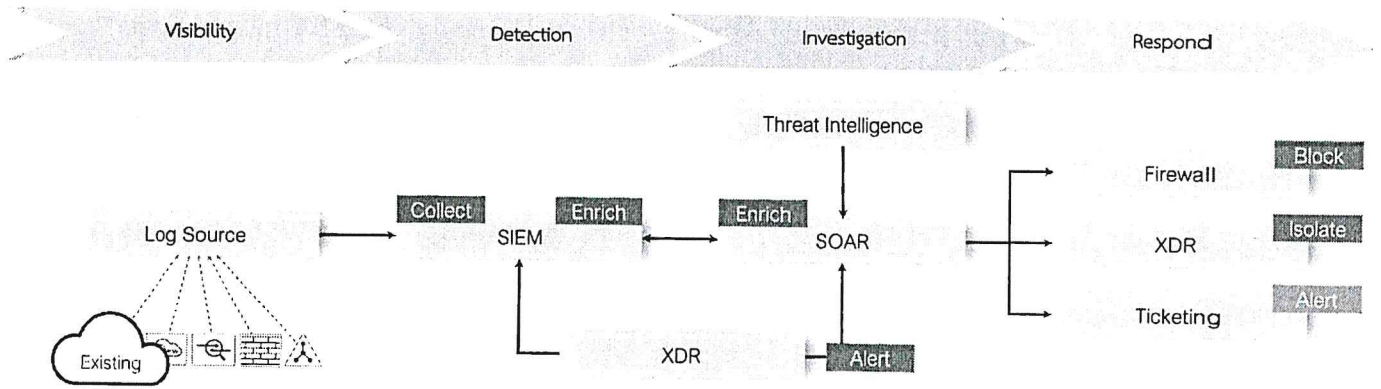 Visibility
Detection
Investigation
Respond
Threat Intelligence
Block
Firewall
Collect
Enrich
Enrich
Log Source
SIEM
SOAR
XDR
Isolate
Ticketing
Alert
Existing
XDR
Alert